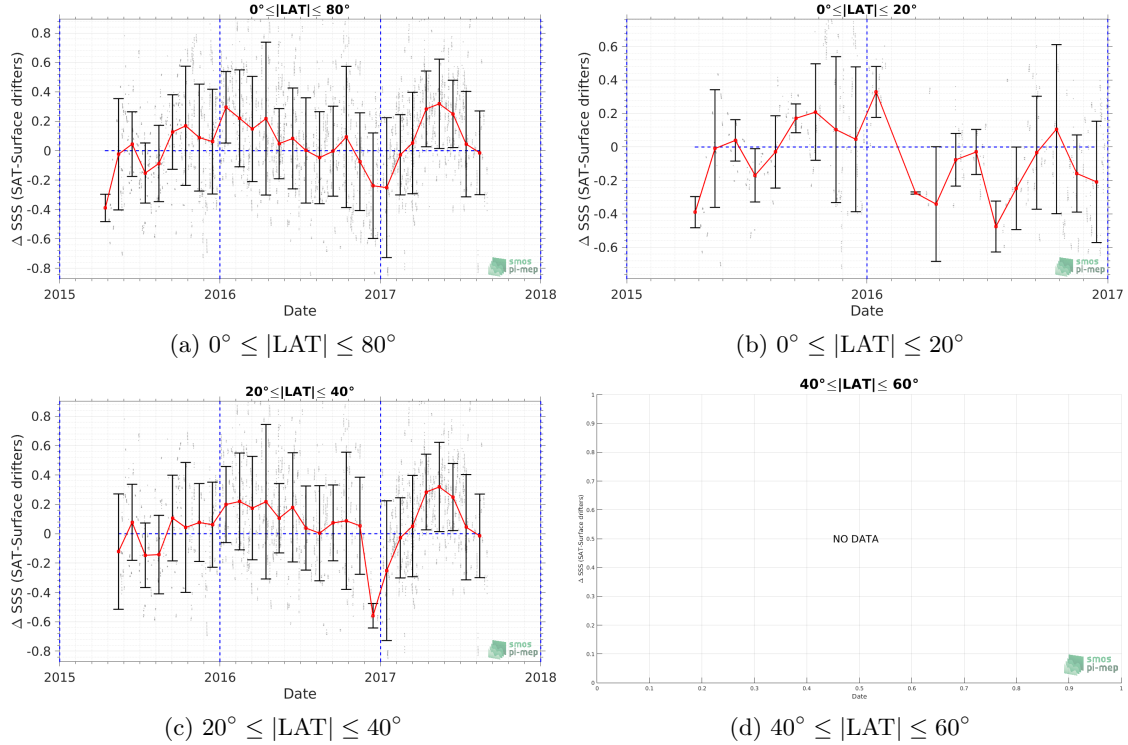 0°≤|LAT|≤ 80°
Δ SSS (SAT-Surface drifters)
0.8
0.6
0.4
0.2
0
-0.2
-0.4
-0.6
-0.8
smos
pi-mep
2015 2016 2017 2018
Date
(a) 0° ≤ |LAT| ≤ 80°
0°≤|LAT|≤ 20°
Δ SSS (SAT-Surface drifters)
0.6
0.4
0.2
0
-0.2
-0.4
-0.6
smos
pi-mep
2015 2016 2017
Date
(b) 0° ≤ |LAT| ≤ 20°
20°≤|LAT|≤ 40°
Δ SSS (SAT-Surface drifters)
0.8
0.6
0.4
0.2
0
-0.2
-0.4
-0.6
-0.8
smos
pi-mep
2015 2016 2017 2018
Date
(c) 20° ≤ |LAT| ≤ 40°
40°≤|LAT|≤ 60°
Δ SSS (SAT-Surface drifters)
1
0.9
0.8
0.7
0.6
0.5
0.4
0.3
0.2
0.1
0
NO DATA
smos
pi-mep
0 0.1 0.2 0.3 0.4 0.5 0.6 0.7 0.8 0.9 1
Date
(d) 40° ≤ |LAT| ≤ 60°